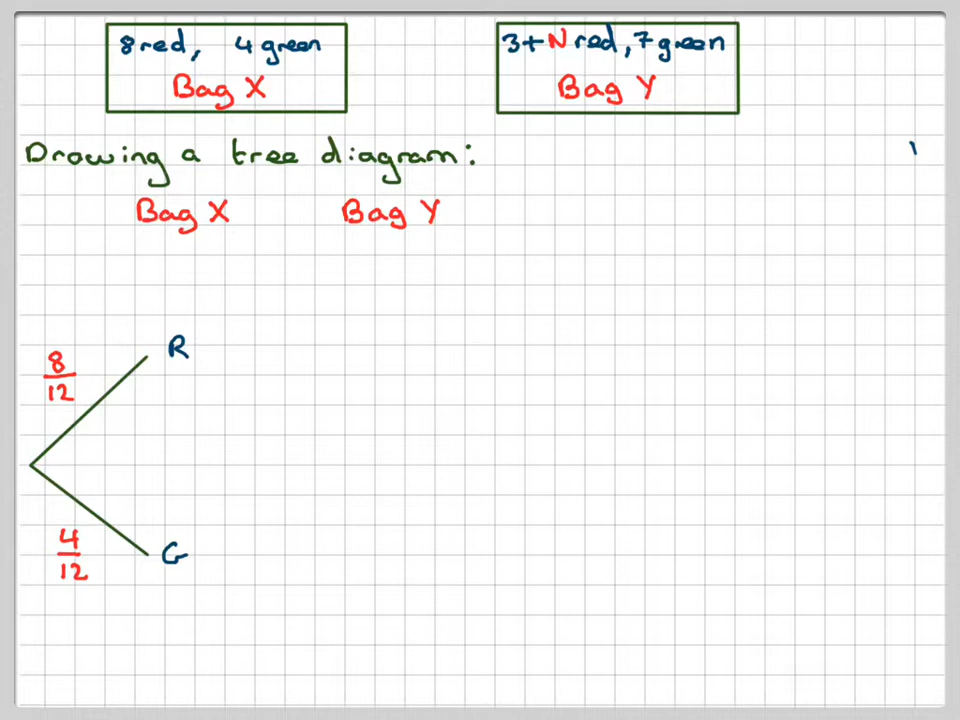 8 red, 4 green
Bag X
3+N red, 7 green
Bag Y
Drawing a tree diagram:
Bag X Bag Y
8/12
R
4/12
G